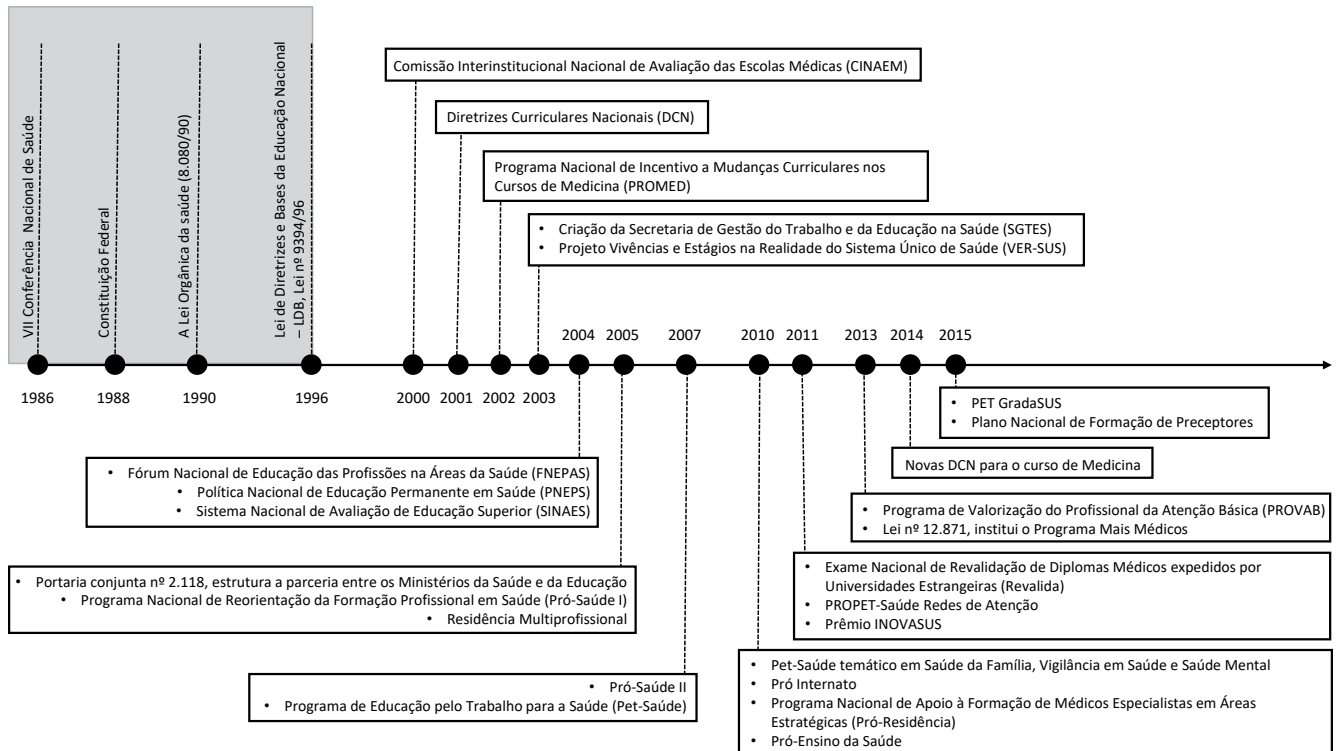 VII Conferência Nacional de Saúde
Constituição Federal
A Lei Orgânica da saúde (8.080/90)
Lei de Diretrizes e Bases da Educação Nacional
– LDB, Lei nº 9394/96
Comissão Interinstitucional Nacional de Avaliação das Escolas Médicas (CINAEM)
Diretrizes Curriculares Nacionais (DCN)
Programa Nacional de Incentivo a Mudanças Curriculares nos
Cursos de Medicina (PROMED)
• Criação da Secretaria de Gestão do Trabalho e da Educação na Saúde (SGTES)
• Projeto Vivências e Estágios na Realidade do Sistema Único de Saúde (VER-SUS)
2004 2005 2007 2010 2011 2013 2014 2015
1986 1988 1990 1996 2000 2001 2002 2003
• PET GradaSUS
• Plano Nacional de Formação de Preceptores
• Fórum Nacional de Educação das Profissões na Áreas da Saúde (FNEPAS)
• Política Nacional de Educação Permanente em Saúde (PNEPS)
• Sistema Nacional de Avaliação de Educação Superior (SINAES)
Novas DCN para o curso de Medicina
• Programa de Valorização do Profissional da Atenção Básica (PROVAB)
• Lei nº 12.871, institui o Programa Mais Médicos
• Portaria conjunta nº 2.118, estrutura a parceria entre os Ministérios da Saúde e da Educação
• Programa Nacional de Reorientação da Formação Profissional em Saúde (Pró-Saúde I)
• Residência Multiprofissional
• Exame Nacional de Revalidação de Diplomas Médicos expedidos por
Universidades Estrangeiras (Revalida)
• PROPET-Saúde Redes de Atenção
• Prêmio INOVASUS
• Pró-Saúde II
• Programa de Educação pelo Trabalho para a Saúde (Pet-Saúde)
• Pet-Saúde temático em Saúde da Família, Vigilância em Saúde e Saúde Mental
• Pró Internato
• Programa Nacional de Apoio à Formação de Médicos Especialistas em Áreas
Estratégicas (Pró-Residência)
• Pró-Ensino da Saúde